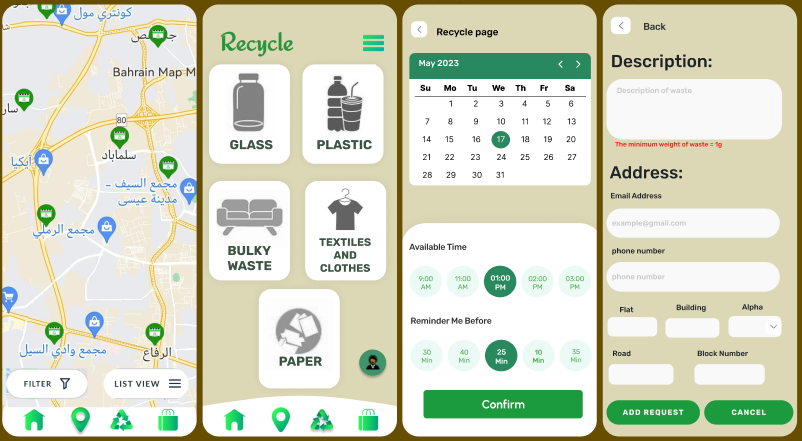 كونتري مول
جدحفص
Bahrain Map M
سار
80
سلماباد
أيكيا
مجمع السيف –
مدينة عيسى
مجمع الرملي
مجمع وادي السيل
الرفاع
FILTER
LIST VIEW
Recycle
GLASS
PLASTIC
BULKY
WASTE
TEXTILES
AND
CLOTHES
PAPER
Recycle page
May 2023
Su Mo Tu We Th Fr Sa
1 2 3 4 5 6
7 8 9 10 11 12 13
14 15 16 17 18 19 20
21 22 23 24 25 26 27
28 29 30 31
Available Time
9:00 11:00 01:00 02:00 03:00
AM AM PM PM PM
Reminder Me Before
30 40 25 10 35
Min Min Min Min Min
Confirm
Back
Description:
Description of waste
The minimum weight of waste = 1g
Address:
Email Address
example@gmail.com
phone number
phone number
Flat Building Alpha
Road Block Number
ADD REQUEST CANCEL